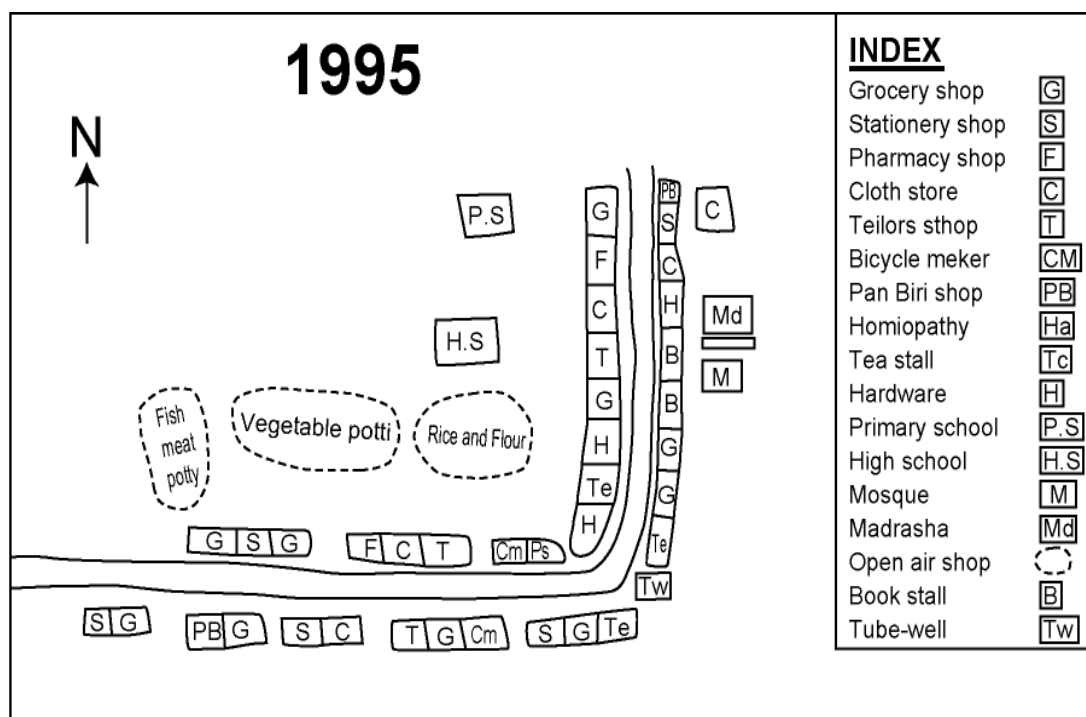 1995
N
P.S
H.S
Fish
meat
potty
Vegetable potti
Rice and Flour
G
F
C
T
G
H
Te
H
PB
S
C
H
B
B
G
G
Te
C
Md
M
G S G
F C T
Cm Ps
Tw
S G
PB G
S C
T G Cm
S G Te
INDEX
Grocery shop G
Stationery shop S
Pharmacy shop F
Cloth store C
Teilors sthop T
Bicycle meker CM
Pan Biri shop PB
Homiopathy Ha
Tea stall Tc
Hardware H
Primary school P.S
High school H.S
Mosque M
Madrasha Md
Open air shop
Book stall B
Tube-well Tw